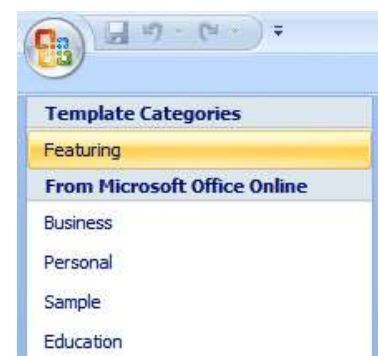 Template Categories
Featuring
From Microsoft Office Online
Business
Personal
Sample
Education